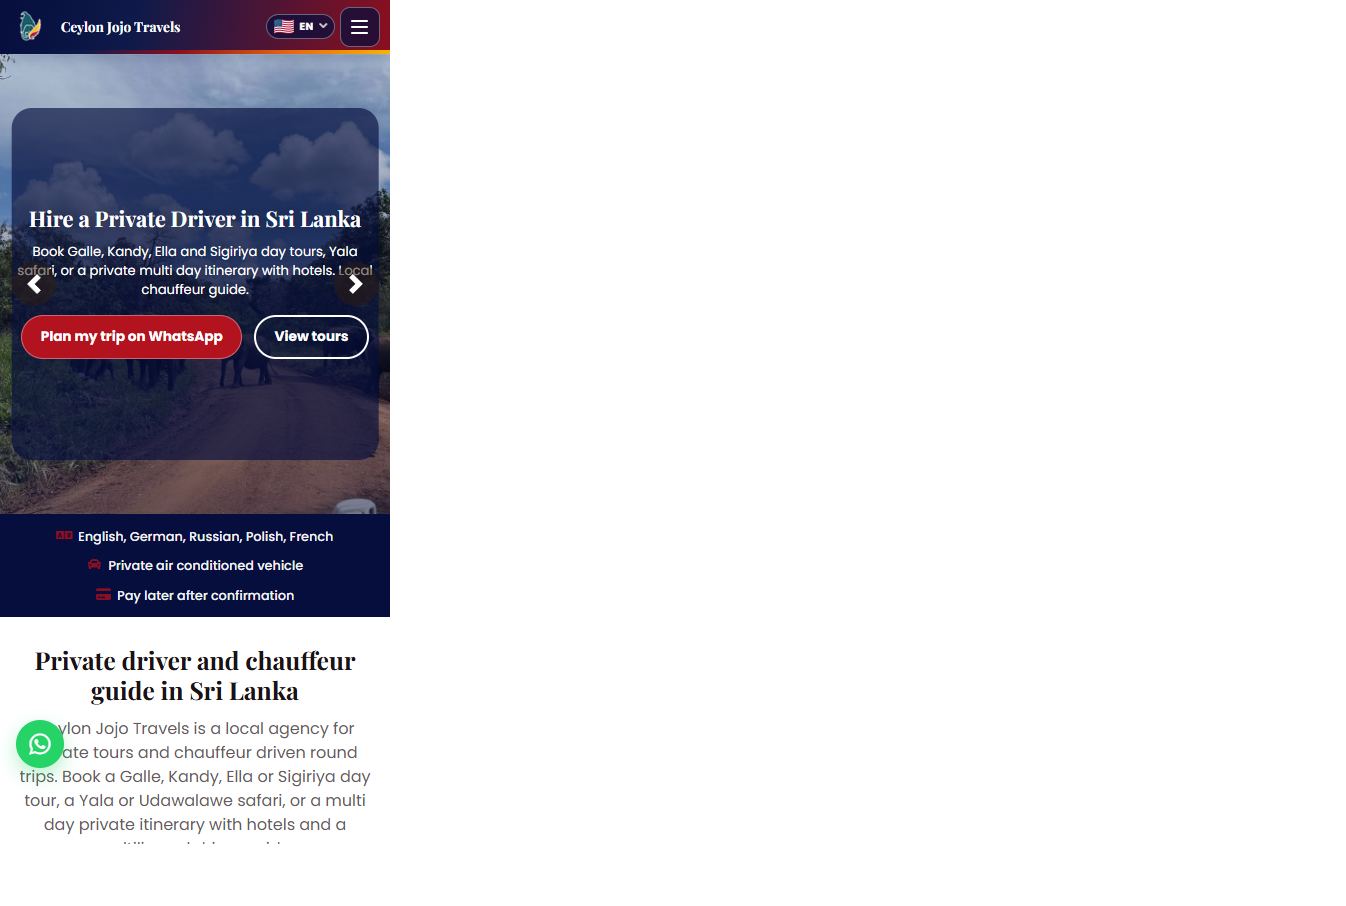 Ceylon Jojo Travels
EN
Hire a Private Driver in Sri Lanka
Book Galle, Kandy, Ella and Sigiriya day tours, Yala
safari, or a private multi day itinerary with hotels. Local
chauffeur guide.
Plan my trip on WhatsApp
View tours
English, German, Russian, Polish, French
Private air conditioned vehicle
Pay later after confirmation
Private driver and chauffeur
guide in Sri Lanka
ylon Jojo Travels is a local agency for
ate tours and chauffeur driven round
trips. Book a Galle, Kandy, Ella or Sigiriya day
tour, a Yala or Udawalawe safari, or a multi
day private itinerary with hotels and a